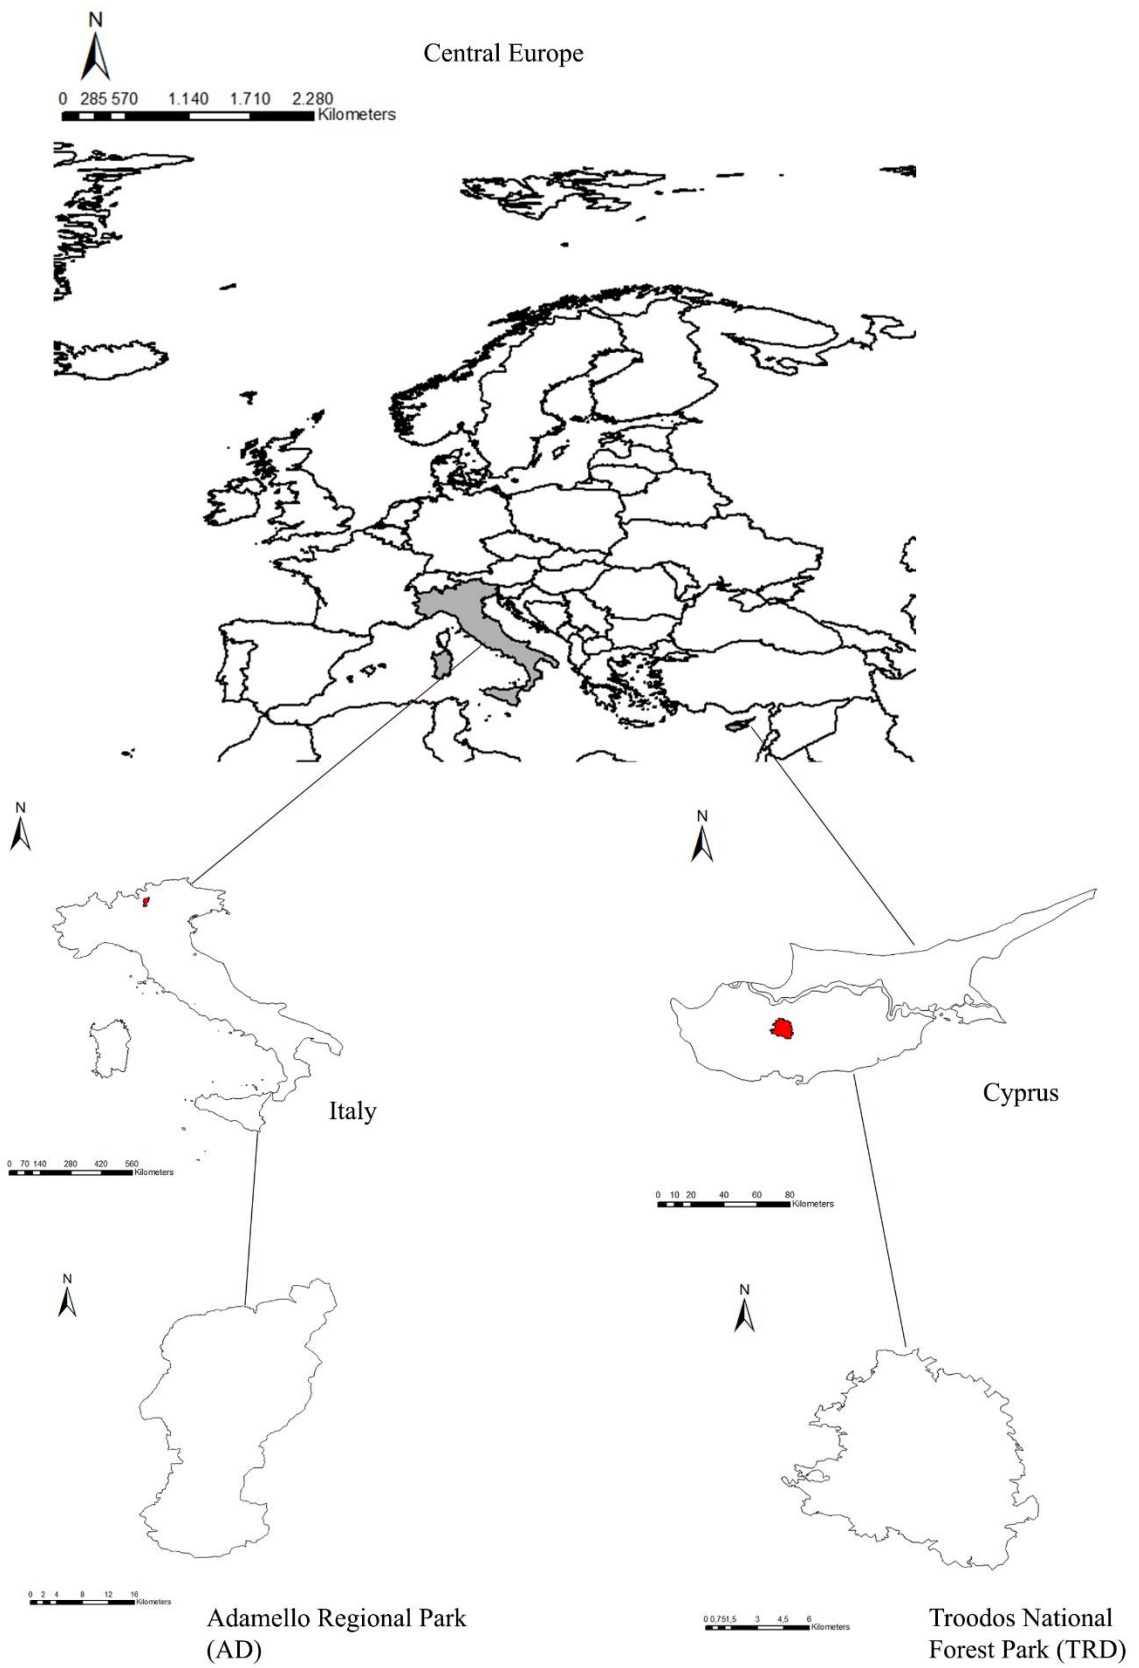 N
Central Europe
0 285 570 1.140 1.710 2.280
Kilometers
N
N
Italy
Cyprus
0 70 140 280 420 560
Kilometers
0 10 20 40 60 80
Kilometers
N
N
0 2 4 8 12 16
Kilometers
Adamello Regional Park
(AD)
0 0,75 1,5 3 4,5 6
Kilometers
Troodos National
Forest Park (TRD)